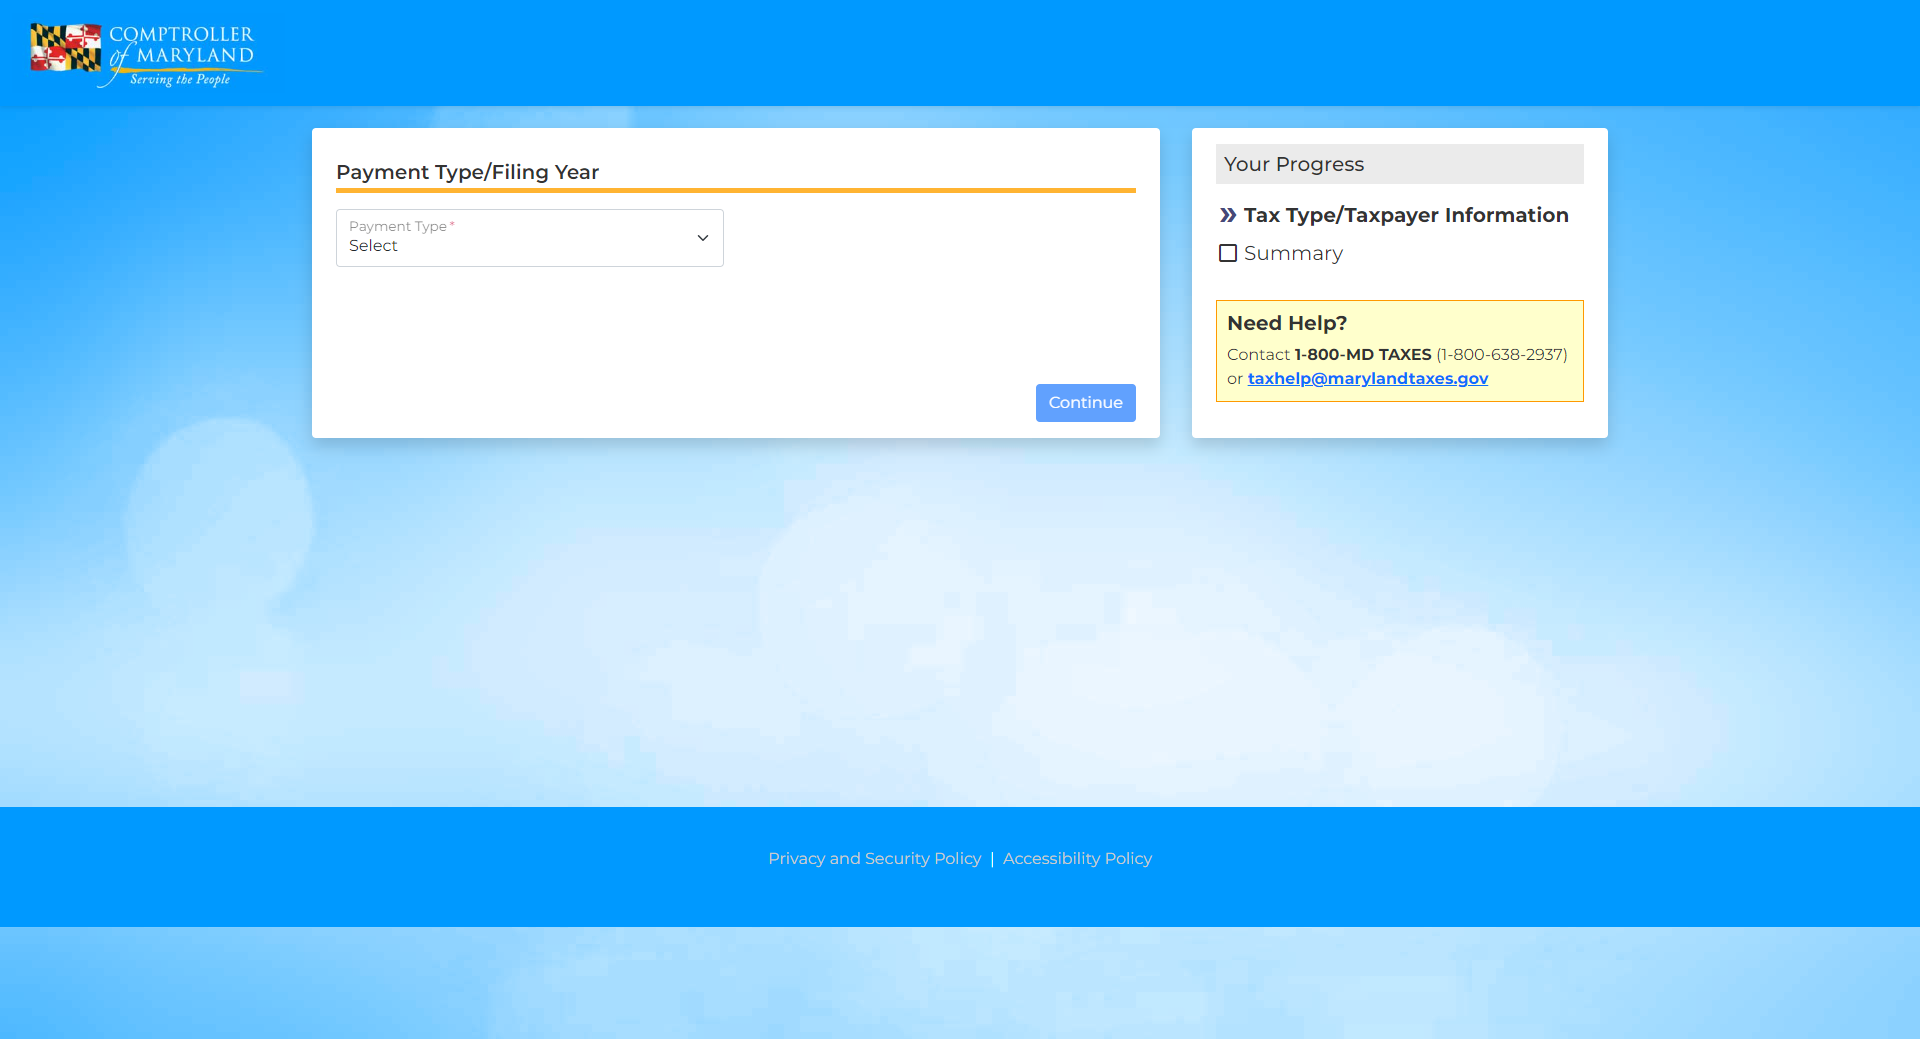 COMPTROLLER
of MARYLAND
Serving the People
Payment Type/Filing Year
Payment Type*
Select
Continue
Your Progress
Tax Type/Taxpayer Information
Summary
Need Help?
Contact 1-800-MD TAXES (1-800-638-2937)
or taxhelp@marylandtaxes.gov
Privacy and Security Policy | Accessibility Policy